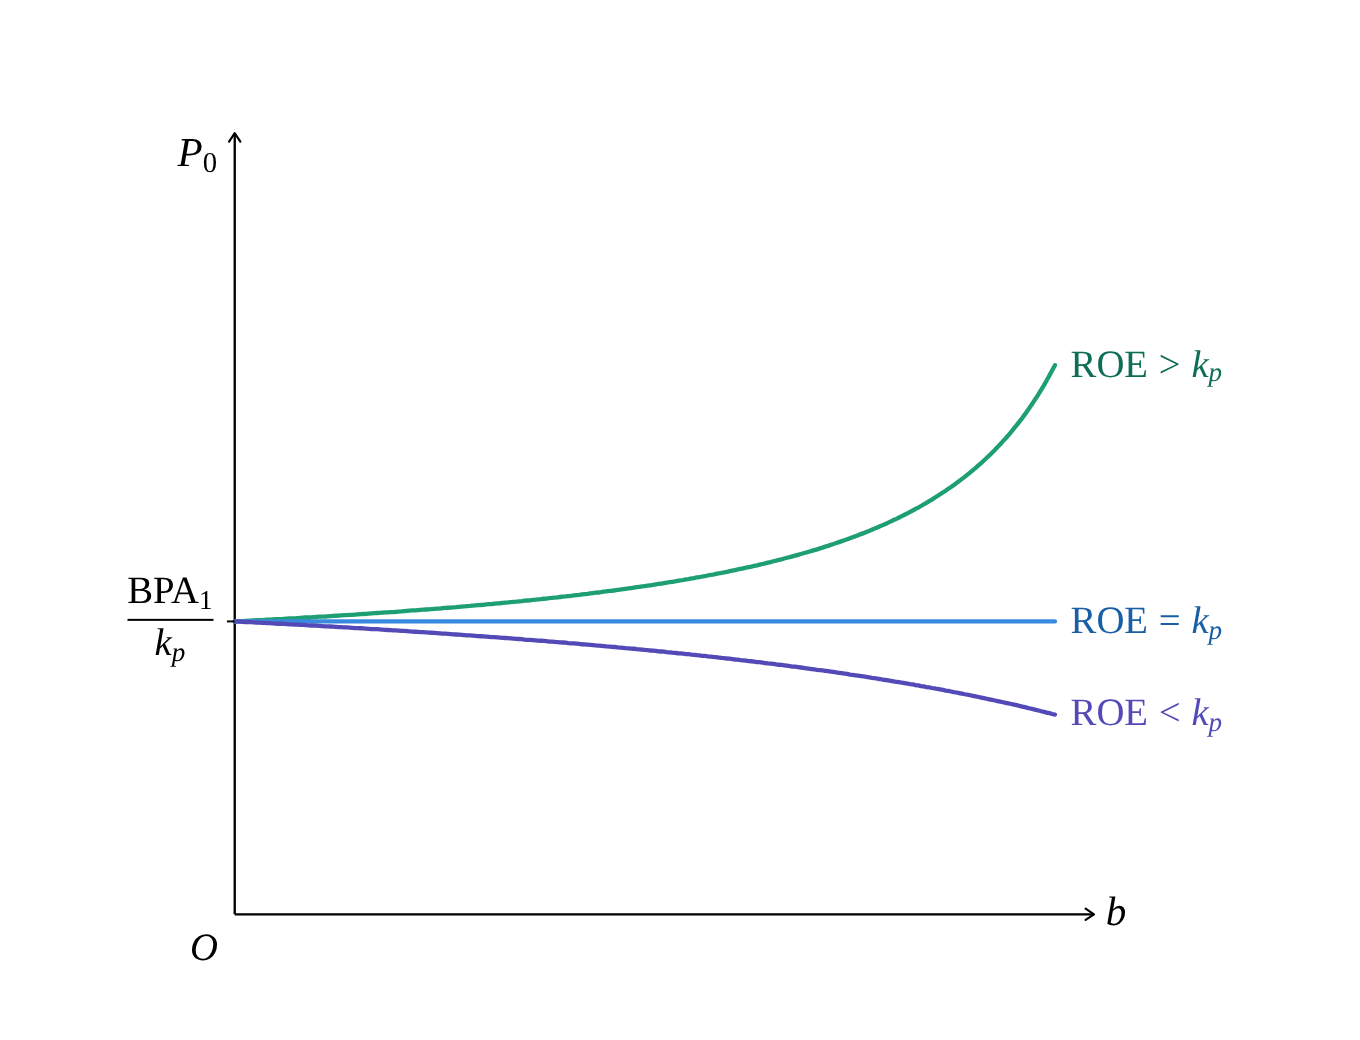 P₀
ROE > kₚ
BPA₁
kₚ
ROE = kₚ
ROE < kₚ
b
O